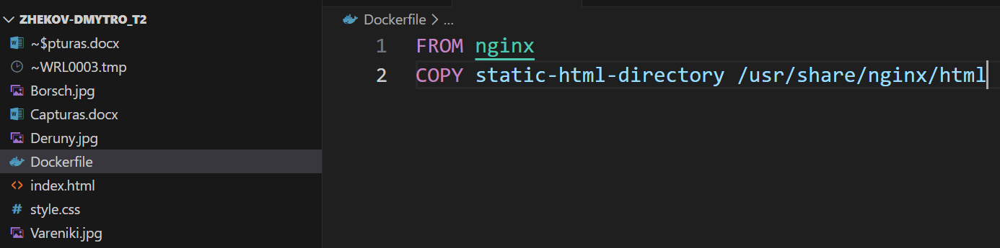 ZHEKOV-DMYTRO_T2
~$pturas.docx
~WRL0003.tmp
Borsch.jpg
Capturas.docx
Deruny.jpg
Dockerfile
index.html
style.css
Vareniki.jpg
Dockerfile > ...
1 FROM nginx
2 COPY static-html-directory /usr/share/nginx/html